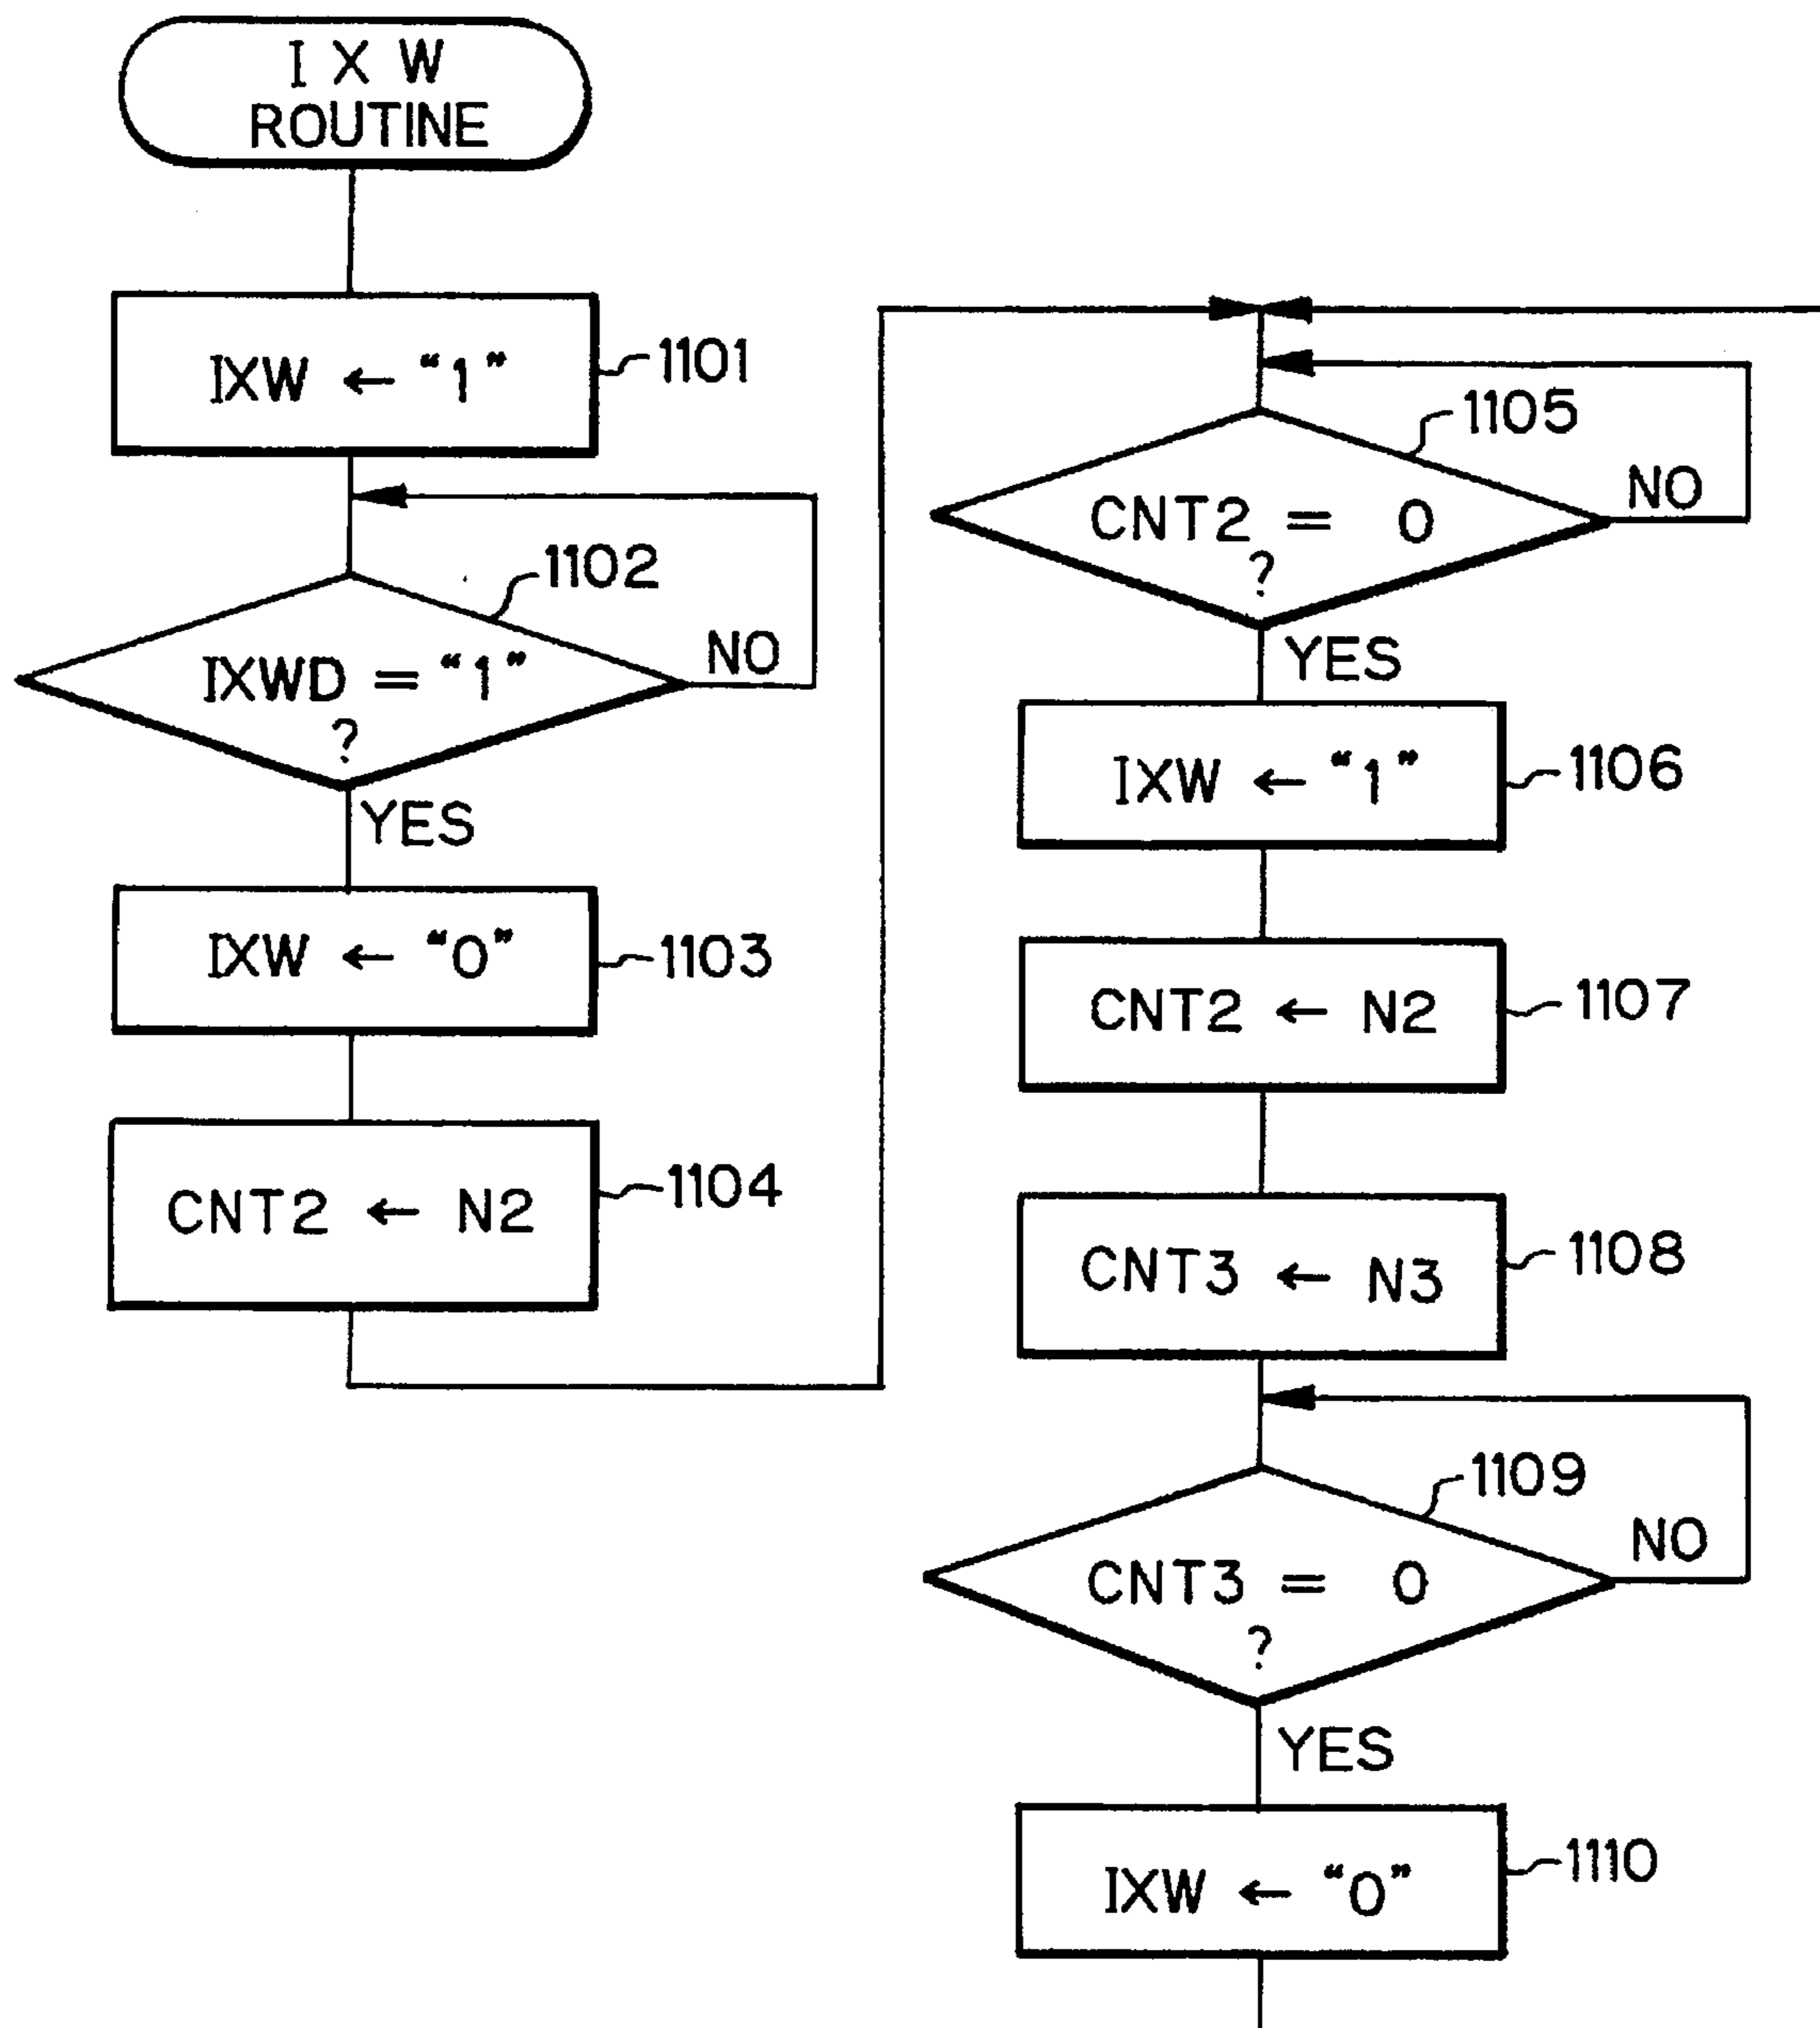 I X W
ROUTINE
IXW ← “1”
1101
1102
IXWD = “1”
?
NO
YES
IXW ← “0”
1103
CNT2 ← N2
1104
1105
CNT2 = 0
?
NO
YES
IXW ← “1”
1106
CNT2 ← N2
1107
CNT3 ← N3
1108
1109
CNT3 = 0
?
NO
YES
IXW ← “0”
1110